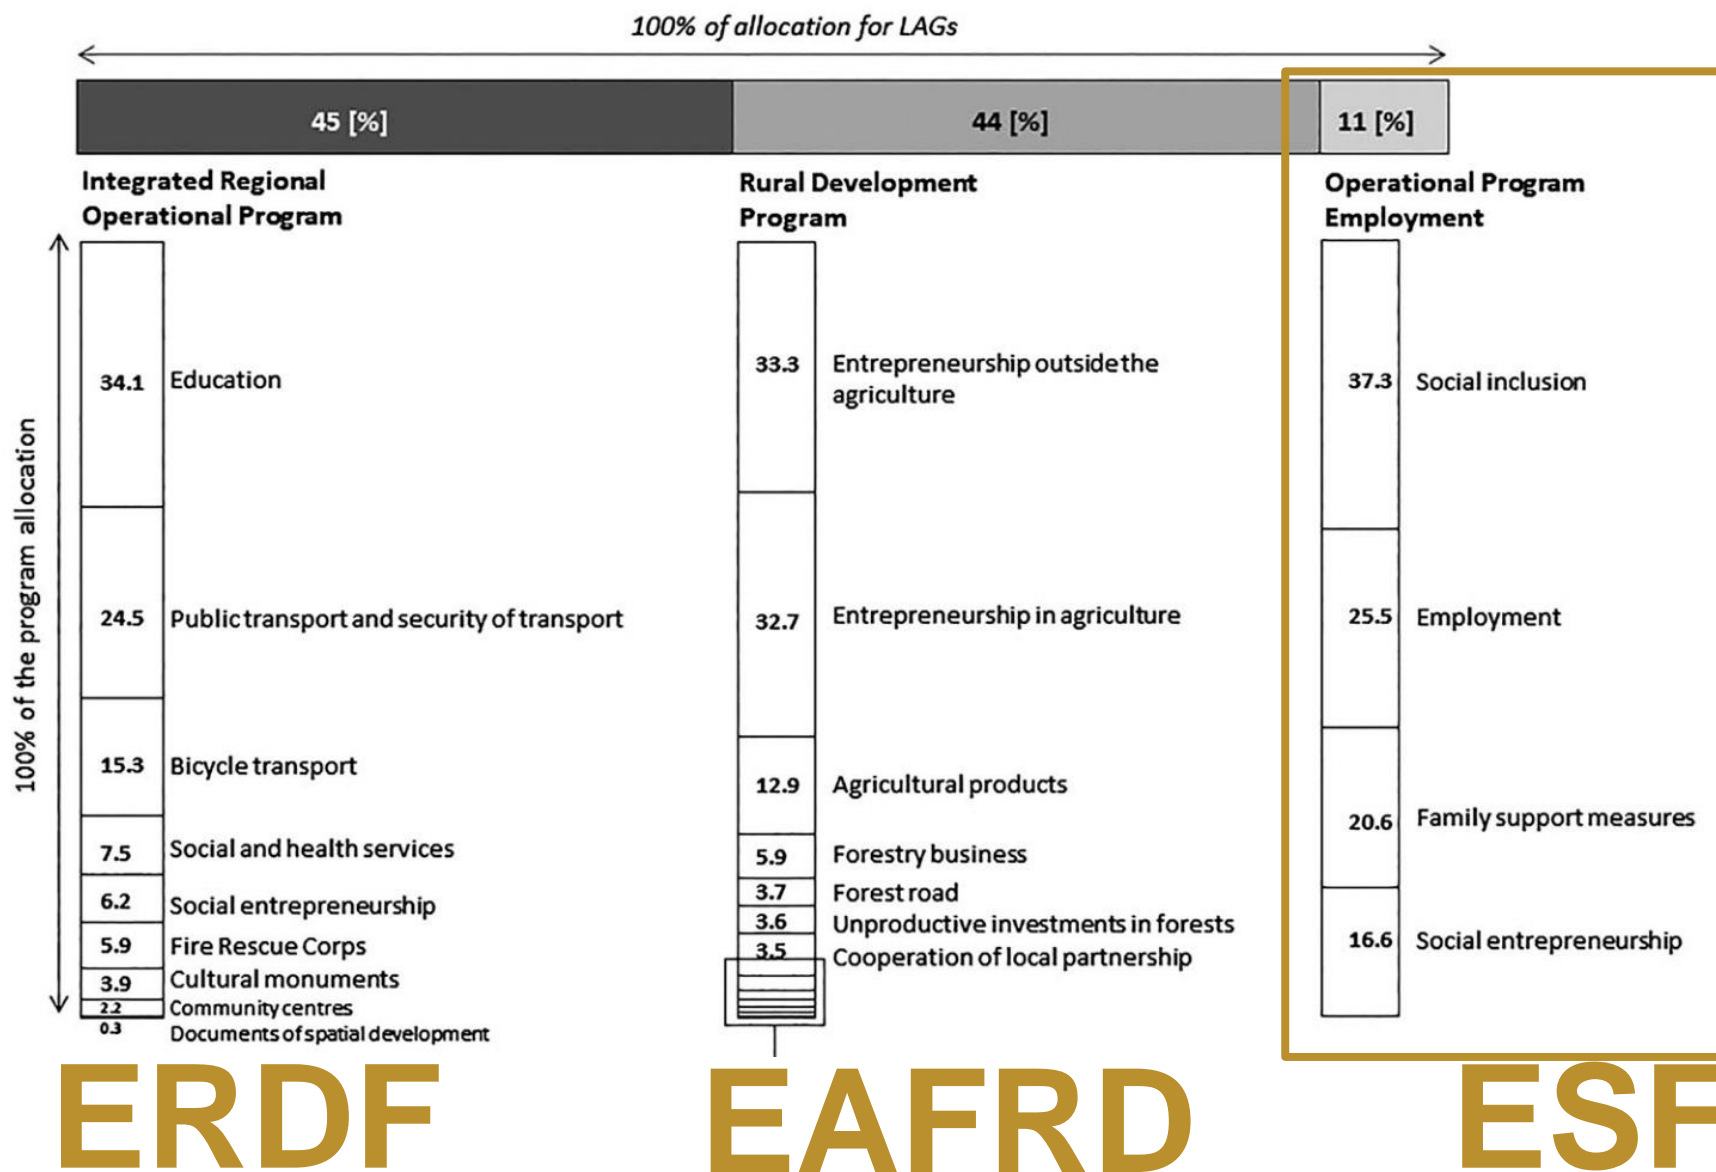 100% of allocation for LAGs
45 [%]
44 [%]
11 [%]
Integrated Regional
Operational Program
Rural Development
Program
Operational Program
Employment
100% of the program allocation
34.1 Education
24.5 Public transport and security of transport
15.3 Bicycle transport
7.5 Social and health services
6.2 Social entrepreneurship
5.9 Fire Rescue Corps
3.9 Cultural monuments
2.2 Community centres
0.3 Documents of spatial development
33.3 Entrepreneurship outside the
agriculture
32.7 Entrepreneurship in agriculture
12.9 Agricultural products
5.9 Forestry business
3.7 Forest road
3.6 Unproductive investments in forests
3.5 Cooperation of local partnership
37.3 Social inclusion
25.5 Employment
20.6 Family support measures
16.6 Social entrepreneurship
ERDF
EAFRD
ESF